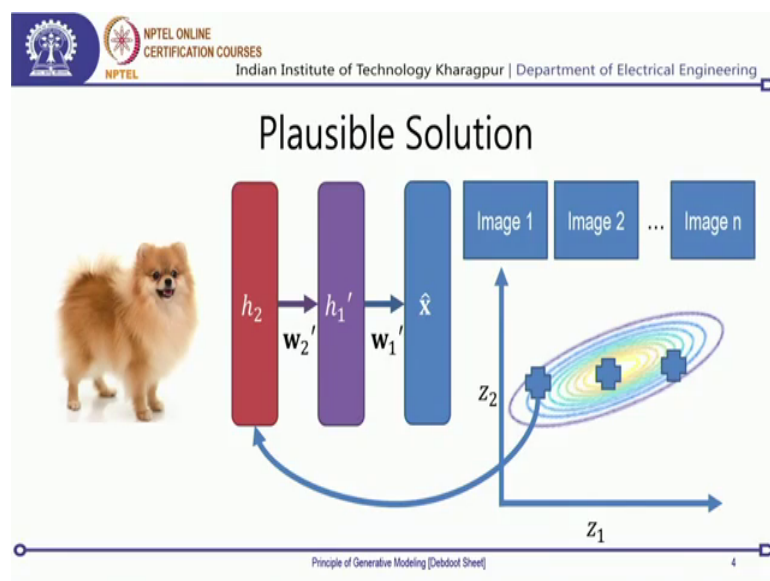 NPTEL ONLINE
CERTIFICATION COURSES
NPTEL
Indian Institute of Technology Kharagpur | Department of Electrical Engineering
Plausible Solution
Image 1 Image 2 ... Image n
h₂ h₁′ x̂
w₂′ w₁′
z₂
z₁
Principle of Generative Modeling [Debdoot Sheet] 4